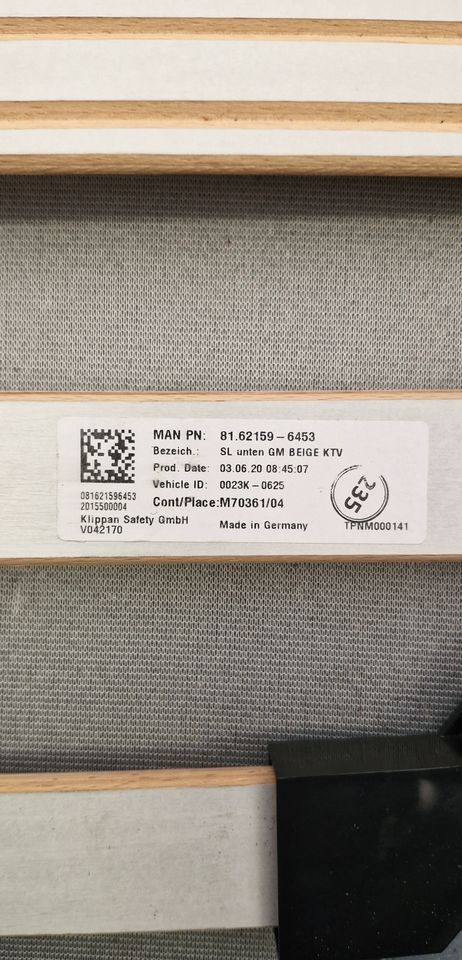 MAN PN: 81.62159-6453
Bezeich.: SL unten GM BEIGE KTV
Prod. Date: 03.06.20 08:45:07
Vehicle ID: 0023K-0625
Cont/Place:M70361/04
081621596453
2015500004
Klippan Safety GmbH
V042170
Made in Germany
235
TPNM000141